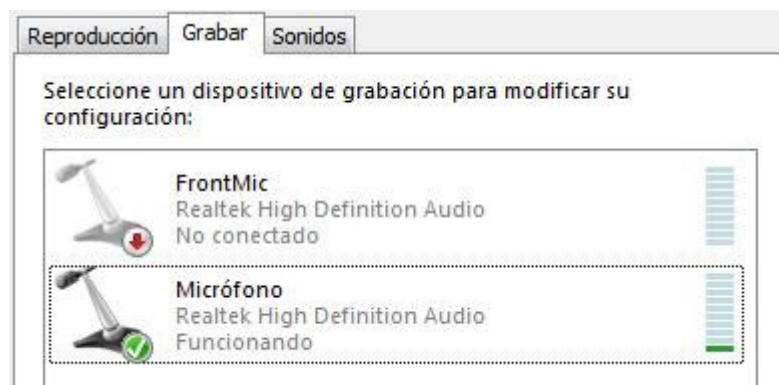 Reproducción
Grabar
Sonidos
Seleccione un dispositivo de grabación para modificar su
configuración:
FrontMic
Realtek High Definition Audio
No conectado
Micrófono
Realtek High Definition Audio
Funcionando